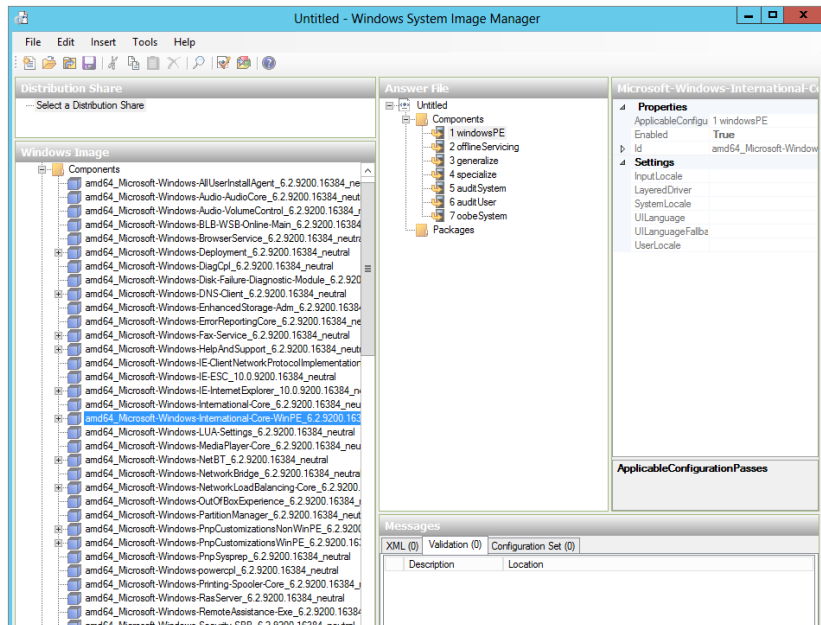 Untitled - Windows System Image Manager
File Edit Insert Tools Help
Distribution Share
Select a Distribution Share
Windows Image
Components
amd64_Microsoft-Windows-AllUserInstallAgent_6.2.9200.16384_ne
amd64_Microsoft-Windows-Audio-AudioCore_6.2.9200.16384_neut
amd64_Microsoft-Windows-Audio-VolumeControl_6.2.9200.16384_r
amd64_Microsoft-Windows-BLB-WSB-Online-Main_6.2.9200.16384
amd64_Microsoft-Windows-BrowserService_6.2.9200.16384_neutra
amd64_Microsoft-Windows-Deployment_6.2.9200.16384_neutral
amd64_Microsoft-Windows-DiagCpl_6.2.9200.16384_neutral
amd64_Microsoft-Windows-Disk-Failure-Diagnostic-Module_6.2.920
amd64_Microsoft-Windows-DNS-Client_6.2.9200.16384_neutral
amd64_Microsoft-Windows-EnhancedStorage-Adm_6.2.9200.1638
amd64_Microsoft-Windows-ErrorReportingCore_6.2.9200.16384_ne
amd64_Microsoft-Windows-Fax-Service_6.2.9200.16384_neutral
amd64_Microsoft-Windows-HelpAndSupport_6.2.9200.16384_neutr
amd64_Microsoft-Windows-IE-ClientNetworkProtocolImplementation
amd64_Microsoft-Windows-IE-ESC_10.0.9200.16384_neutral
amd64_Microsoft-Windows-IE-InternetExplorer_10.0.9200.16384_n
amd64_Microsoft-Windows-International-Core_6.2.9200.16384_neu
amd64_Microsoft-Windows-International-Core-WinPE_6.2.9200.163
amd64_Microsoft-Windows-LUA-Settings_6.2.9200.16384_neutral
amd64_Microsoft-Windows-MediaPlayer-Core_6.2.9200.16384_neu
amd64_Microsoft-Windows-NetBT_6.2.9200.16384_neutral
amd64_Microsoft-Windows-NetworkBridge_6.2.9200.16384_neutra
amd64_Microsoft-Windows-NetworkLoadBalancing-Core_6.2.9200.
amd64_Microsoft-Windows-OutOfBoxExperience_6.2.9200.16384_
amd64_Microsoft-Windows-PartitionManager_6.2.9200.16384_neut
amd64_Microsoft-Windows-PnpCustomizationsNonWinPE_6.2.920
amd64_Microsoft-Windows-PnpCustomizationsWinPE_6.2.9200.16
amd64_Microsoft-Windows-PnpSysprep_6.2.9200.16384_neutral
amd64_Microsoft-Windows-powercpl_6.2.9200.16384_neutral
amd64_Microsoft-Windows-Printing-Spooler-Core_6.2.9200.16384_
amd64_Microsoft-Windows-RasServer_6.2.9200.16384_neutral
amd64_Microsoft-Windows-RemoteAssistance-Exe_6.2.9200.1638
Answer File
Untitled
Components
1 windowsPE
2 offlineServicing
3 generalize
4 specialize
5 auditSystem
6 auditUser
7 oobeSystem
Packages
Microsoft-Windows-International-Co
Properties
ApplicableConfigu 1 windowsPE
Enabled True
Id amd64_Microsoft-Window
Settings
InputLocale
LayeredDriver
SystemLocale
UILanguage
UILanguageFallba
UserLocale
ApplicableConfigurationPasses
Messages
XML (0) Validation (0) Configuration Set (0)
Description Location